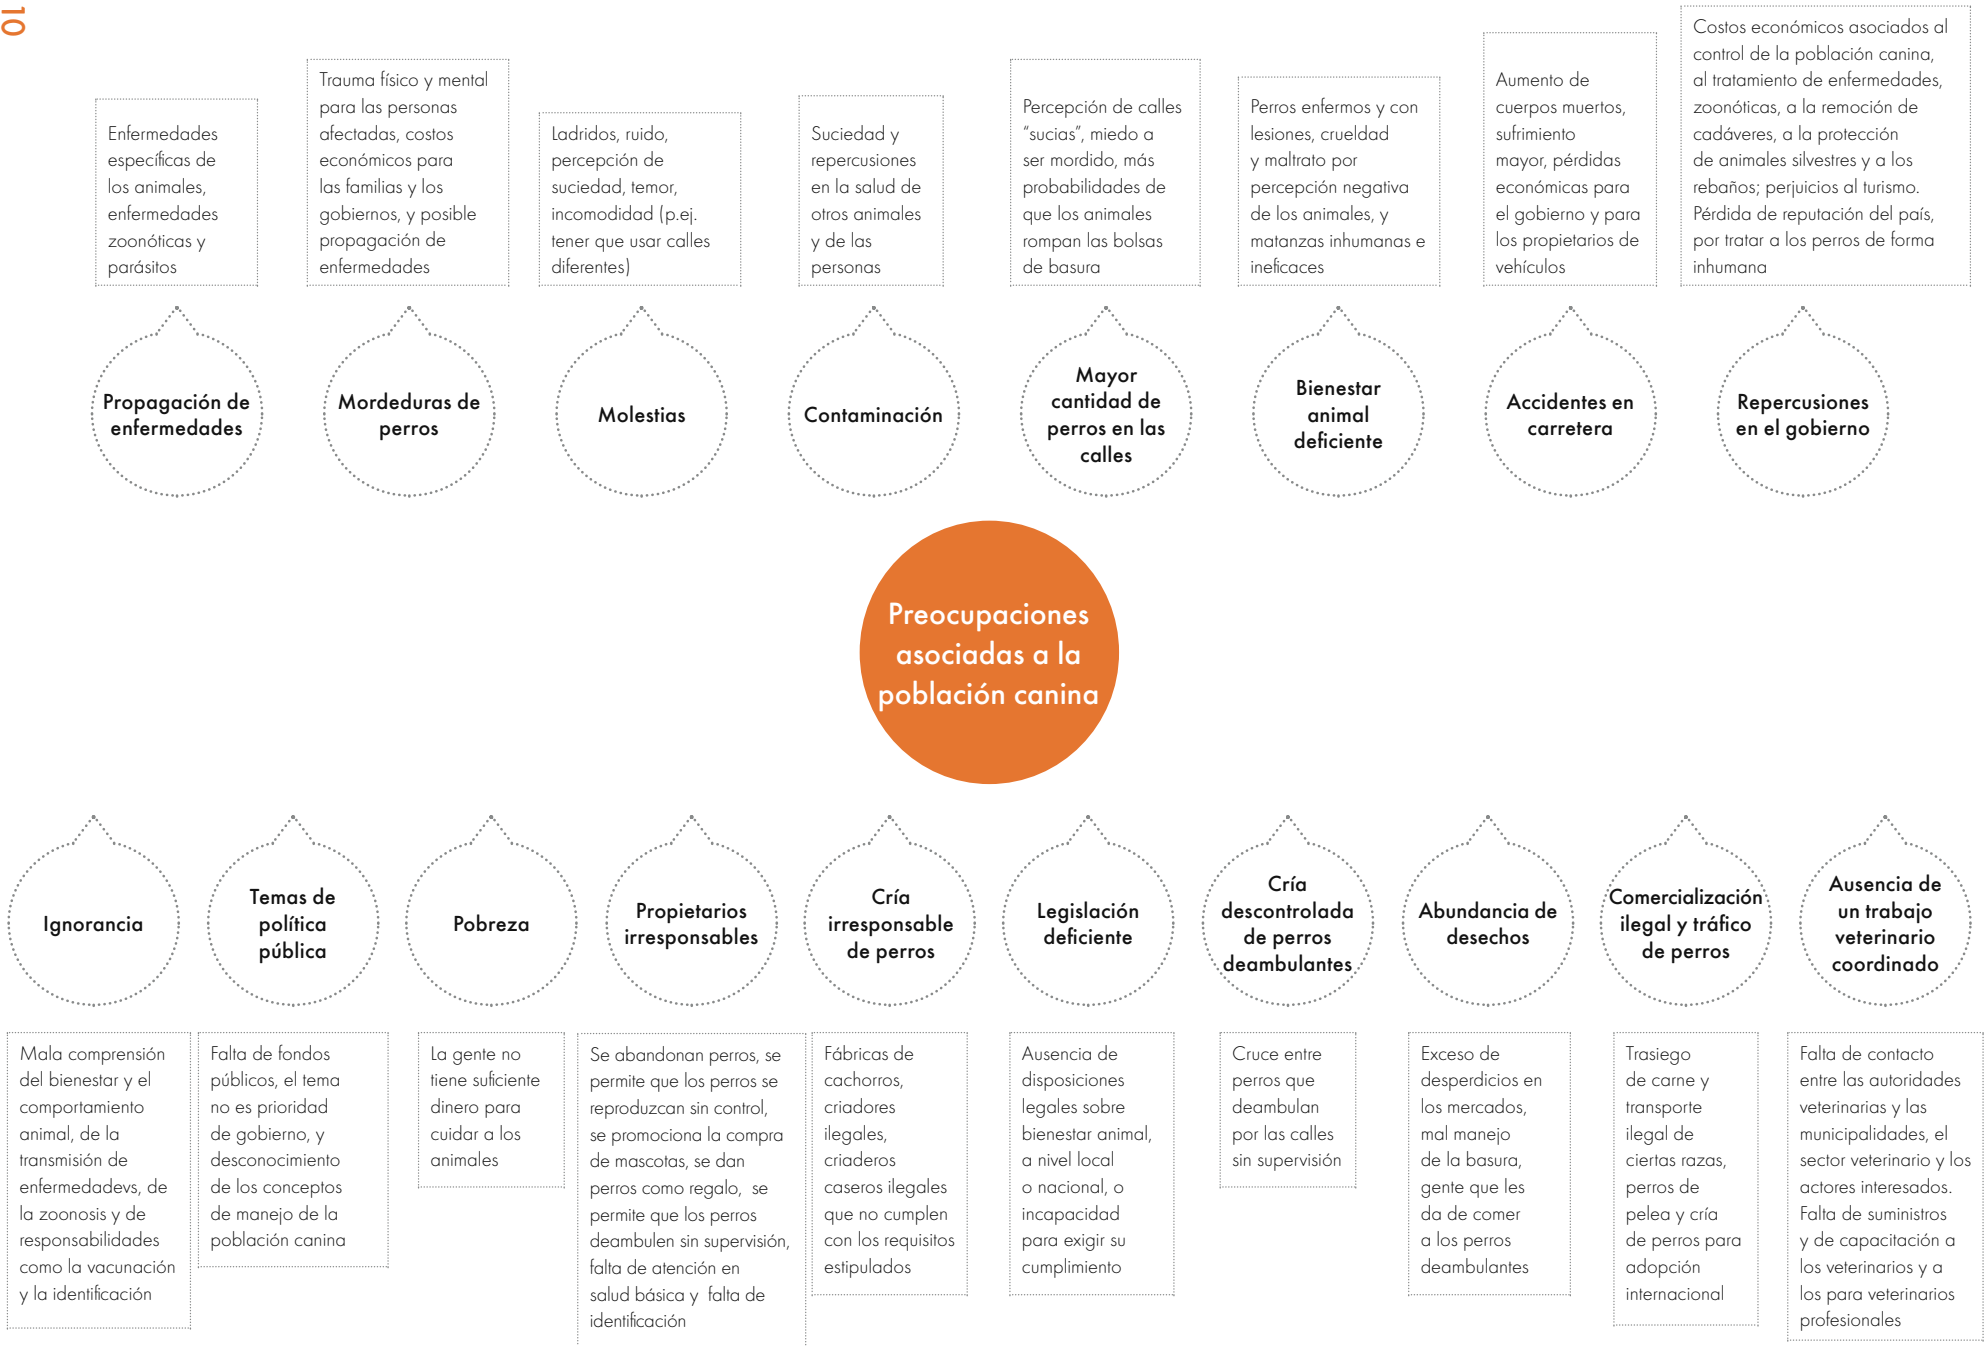 10
Enfermedades
específicas de
los animales,
enfermedades
zoonóticas y
parásitos
Trauma físico y mental
para las personas
afectadas, costos
económicos para
las familias y los
gobiernos, y posible
propagación de
enfermedades
Ladridos, ruido,
percepción de
suciedad, temor,
incomodidad (p.ej.
tener que usar calles
diferentes)
Suciedad y
repercusiones
en la salud de
otros animales
y de las
personas
Percepción de calles
"sucias", miedo a
ser mordido, más
probabilidades de
que los animales
rompan las bolsas
de basura
Perros enfermos y con
lesiones, crueldad
y maltrato por
percepción negativa
de los animales, y
matanzas inhumanas e
ineficaces
Aumento de
cuerpos muertos,
sufrimiento
mayor, pérdidas
económicas para
el gobierno y para
los propietarios de
vehículos
Costos económicos asociados al
control de la población canina,
al tratamiento de enfermedades,
zoonóticas, a la remoción de
cadáveres, a la protección
de animales silvestres y a los
rebaños; perjuicios al turismo.
Pérdida de reputación del país,
por tratar a los perros de forma
inhumana
Propagación de
enfermedades
Mordeduras de
perros
Molestias
Contaminación
Mayor
cantidad de
perros en las
calles
Bienestar
animal
deficiente
Accidentes en
carretera
Repercusiones
en el gobierno
Preocupaciones
asociadas a la
población canina
Ignorancia
Temas de
política
pública
Pobreza
Propietarios
irresponsables
Cría
irresponsable
de perros
Legislación
deficiente
Cría
descontrolada
de perros
deambulantes
Abundancia de
desechos
Comercialización
ilegal y tráfico
de perros
Ausencia de
un trabajo
veterinario
coordinado
Mala comprensión
del bienestar y el
comportamiento
animal, de la
transmisión de
enfermedadevs, de
la zoonosis y de
responsabilidades
como la vacunación
y la identificación
Falta de fondos
públicos, el tema
no es prioridad
de gobierno, y
desconocimiento
de los conceptos
de manejo de la
población canina
La gente no
tiene suficiente
dinero para
cuidar a los
animales
Se abandonan perros, se
permite que los perros se
reproduzcan sin control,
se promociona la compra
de mascotas, se dan
perros como regalo, se
permite que los perros
deambulen sin supervisión,
falta de atención en
salud básica y falta de
identificación
Fábricas de
cachorros,
criadores
ilegales,
criaderos
caseros ilegales
que no cumplen
con los requisitos
estipulados
Ausencia de
disposiciones
legales sobre
bienestar animal,
a nivel local
o nacional, o
incapacidad
para exigir su
cumplimiento
Cruce entre
perros que
deambulan
por las calles
sin supervisión
Exceso de
desperdicios en
los mercados,
mal manejo
de la basura,
gente que les
da de comer
a los perros
deambulantes
Trasiego
de carne y
transporte
ilegal de
ciertas razas,
perros de
pelea y cría
de perros para
adopción
internacional
Falta de contacto
entre las autoridades
veterinarias y las
municipalidades, el
sector veterinario y los
actores interesados.
Falta de suministros
y de capacitación a
los veterinarios y a
los para veterinarios
profesionales